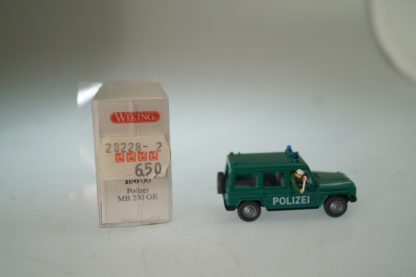 WIKING
28228- 2
6.50
Polizei
MB 230 GE
POLIZEI